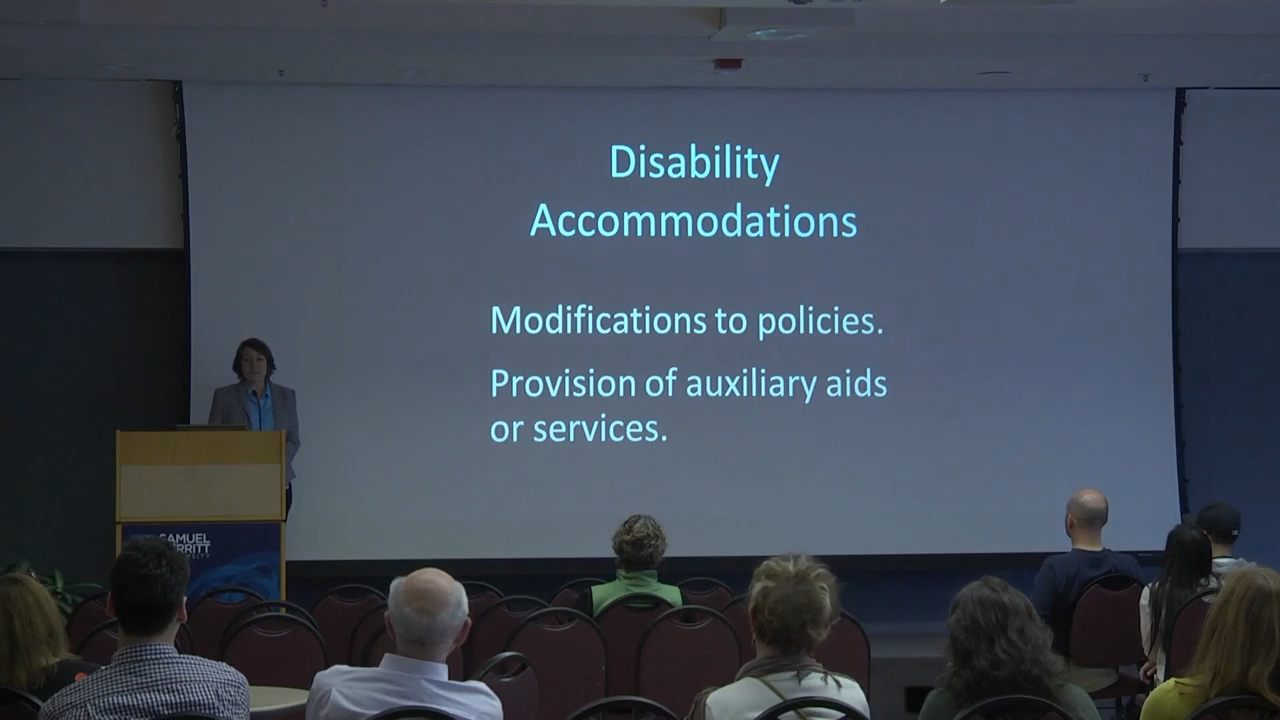 Disability
Accommodations
Modifications to policies.
Provision of auxiliary aids
or services.
SAMUEL